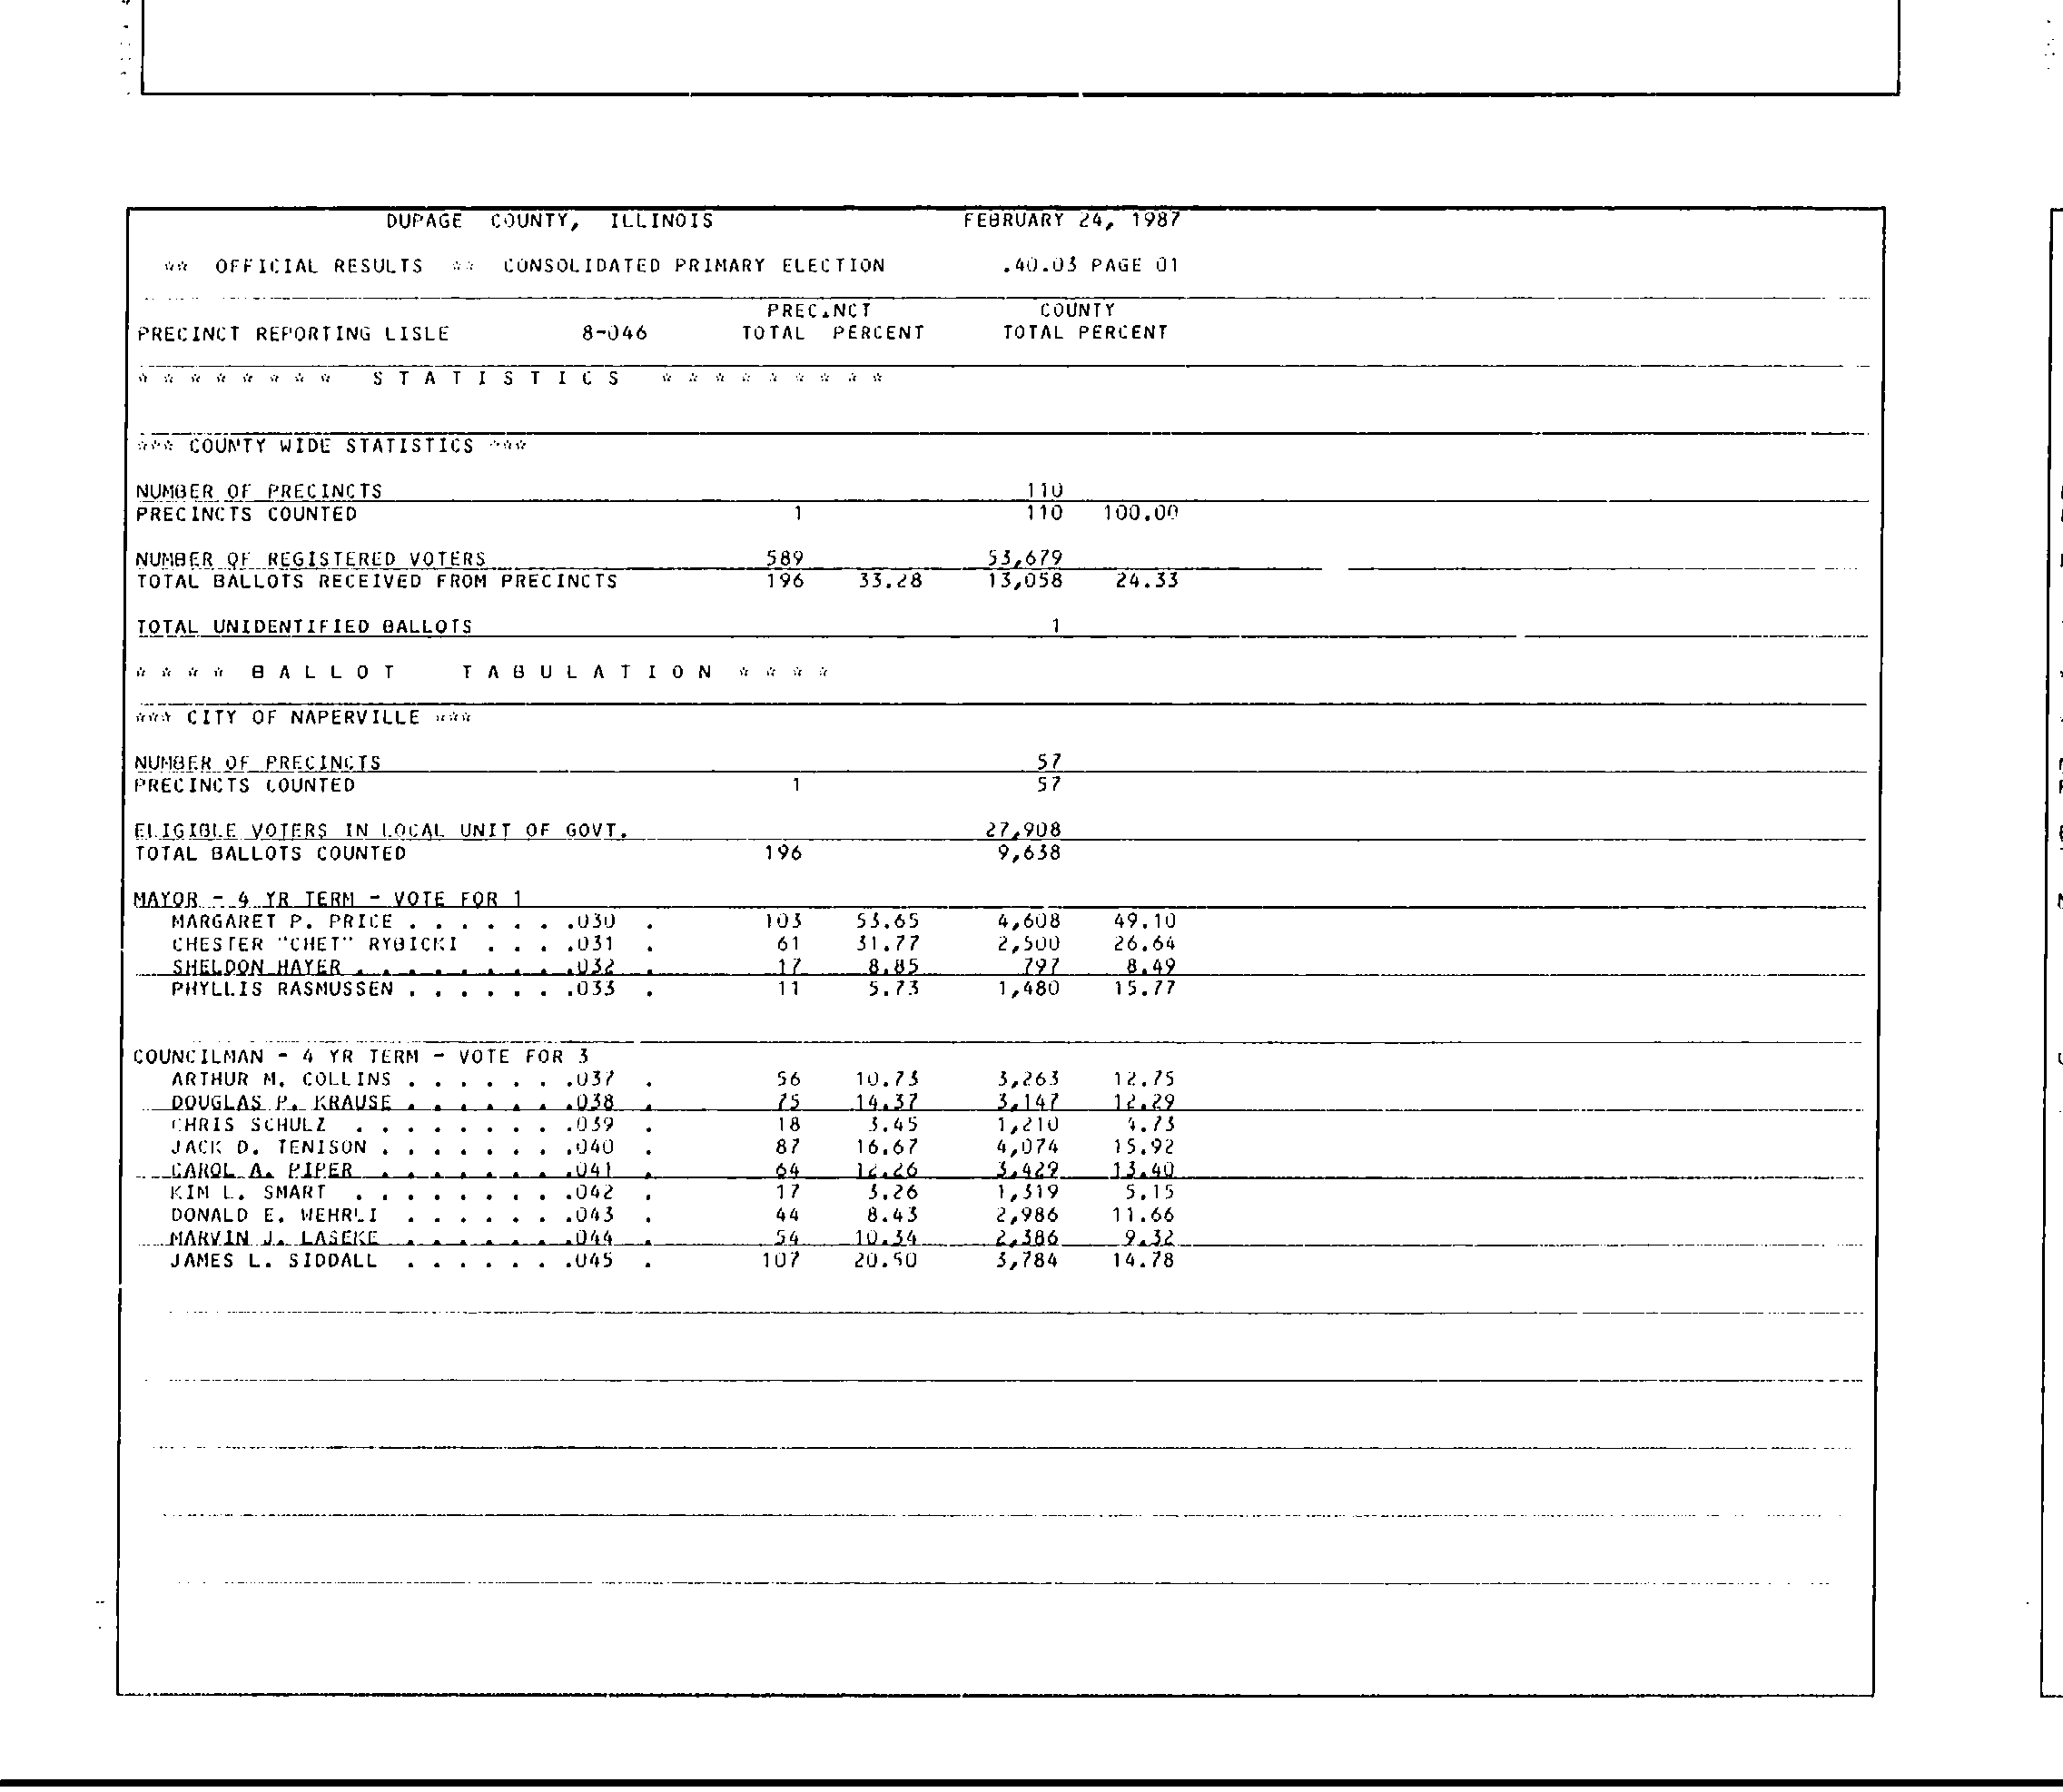 DUPAGE COUNTY, ILLINOIS FEBRUARY 24, 1987
** OFFICIAL RESULTS ** CONSOLIDATED PRIMARY ELECTION .40.03 PAGE 01
PRECINCT COUNTY
PRECINCT REPORTING LISLE 8-046 TOTAL PERCENT TOTAL PERCENT
* * * * * * * * S T A T I S T I C S * * * * * * * * *
*** COUNTY WIDE STATISTICS ***
NUMBER OF PRECINCTS 110
PRECINCTS COUNTED 1 110 100.00
NUMBER OF REGISTERED VOTERS 589 53,679
TOTAL BALLOTS RECEIVED FROM PRECINCTS 196 33.28 13,058 24.33
TOTAL UNIDENTIFIED BALLOTS 1
* * * * B A L L O T T A B U L A T I O N * * * *
*** CITY OF NAPERVILLE ***
NUMBER OF PRECINCTS 57
PRECINCTS COUNTED 1 57
ELIGIBLE VOTERS IN LOCAL UNIT OF GOVT. 27,908
TOTAL BALLOTS COUNTED 196 9,638
MAYOR - 4 YR TERM - VOTE FOR 1
MARGARET P. PRICE . . . . . . .030 . 103 53.65 4,608 49.10
CHESTER "CHET" RYBICKI . . . .031 . 61 31.77 2,500 26.64
SHELDON HAYER . . . . . . . . .032 . 17 8.85 797 8.49
PHYLLIS RASMUSSEN . . . . . . .033 . 11 5.73 1,480 15.77
COUNCILMAN - 4 YR TERM - VOTE FOR 3
ARTHUR M. COLLINS . . . . . . .037 . 56 10.73 3,263 12.75
DOUGLAS P. KRAUSE . . . . . . .038 . 75 14.37 3,147 12.29
CHRIS SCHULZ . . . . . . . . .039 . 18 3.45 1,210 4.73
JACK D. TENISON . . . . . . . .040 . 87 16.67 4,074 15.92
CAROL A. PIPER . . . . . . . .041 . 64 12.26 3,429 13.40
KIM L. SMART . . . . . . . . .042 . 17 3.26 1,319 5.15
DONALD E. WEHRLI . . . . . . .043 . 44 8.43 2,986 11.66
MARVIN J. LASEKE . . . . . . .044 . 54 10.34 2,386 9.32
JAMES L. SIDDALL . . . . . . .045 . 107 20.50 3,784 14.78